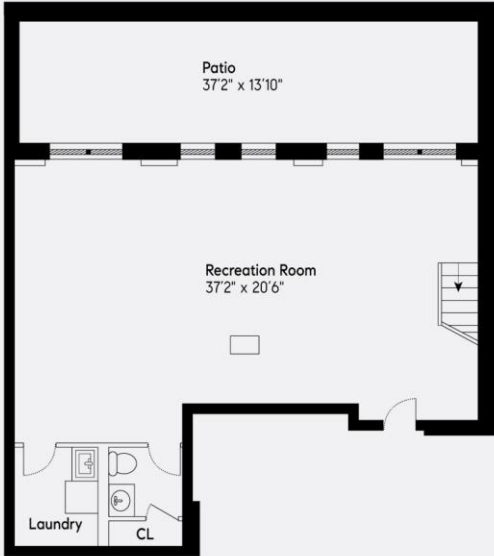 Patio
37'2" x 13'10"
Recreation Room
37'2" x 20'6"
Laundry
CL